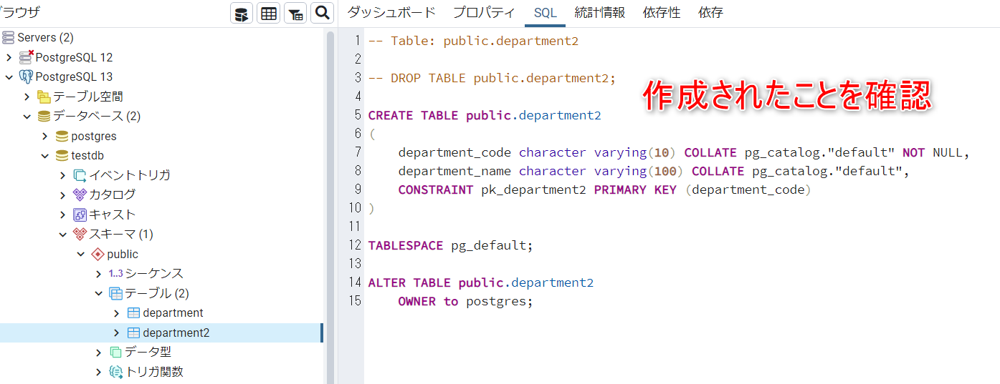 ブラウザ
Servers (2)
PostgreSQL 12
PostgreSQL 13
テーブル空間
データベース (2)
postgres
testdb
イベントトリガ
カタログ
キャスト
スキーマ (1)
public
1..3 シーケンス
テーブル (2)
department
department2
データ型
トリガ関数
ダッシュボード プロパティ SQL 統計情報 依存性 依存
1 -- Table: public.department2
2
3 -- DROP TABLE public.department2;
4
作成されたことを確認
5 CREATE TABLE public.department2
6 (
7     department_code character varying(10) COLLATE pg_catalog."default" NOT NULL,
8     department_name character varying(100) COLLATE pg_catalog."default",
9     CONSTRAINT pk_department2 PRIMARY KEY (department_code)
10 )
11
12 TABLESPACE pg_default;
13
14 ALTER TABLE public.department2
15     OWNER to postgres;